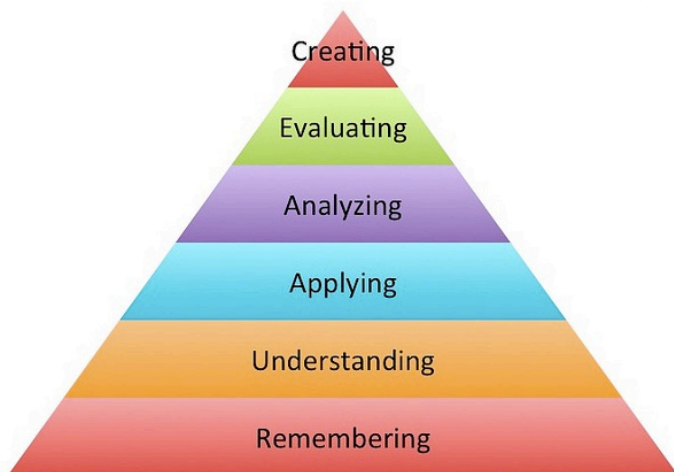 Creating
Evaluating
Analyzing
Applying
Understanding
Remembering